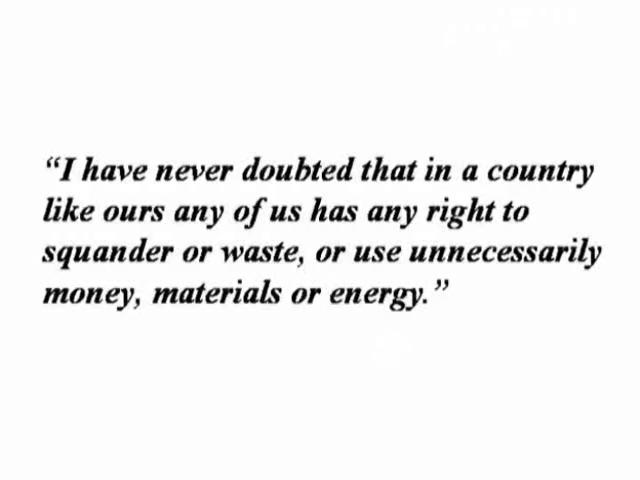 “I have never doubted that in a country
like ours any of us has any right to
squander or waste, or use unnecessarily
money, materials or energy.”